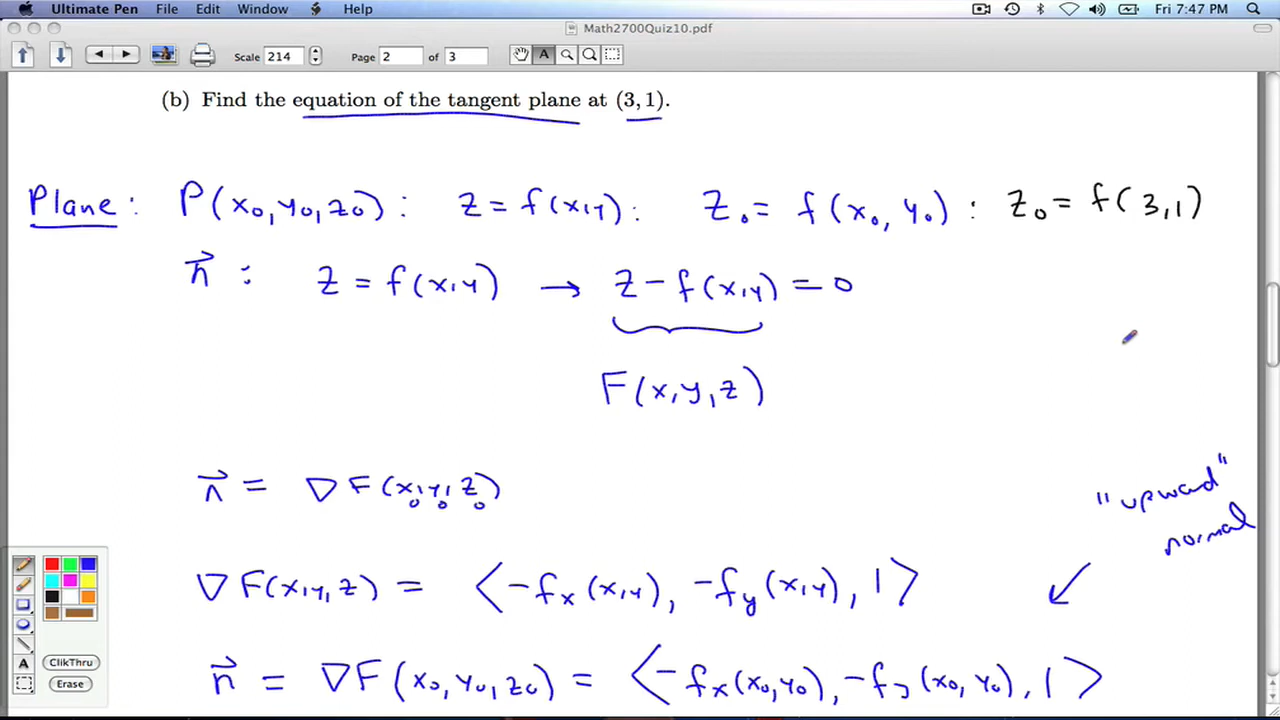 Ultimate Pen File Edit Window Help Fri 7:47 PM
Math2700Quiz10.pdf
Scale 214 Page 2 of 3
(b) Find the equation of the tangent plane at (3, 1).
Plane: P(x₀,y₀,z₀): z = f(x,y): z₀ = f(x₀,y₀): z₀ = f(3,1)
n⃗ : z = f(x,y) → z − f(x,y) = 0
F(x,y,z)
n⃗ = ∇F(x₀,y₀,z₀)
"upward"
normal
∇F(x,y,z) = ⟨−fₓ(x,y), −f_y(x,y), 1⟩
n⃗ = ∇F(x₀,y₀,z₀) = ⟨−fₓ(x₀,y₀), −f_y(x₀,y₀), 1⟩
A
ClikThru
Erase